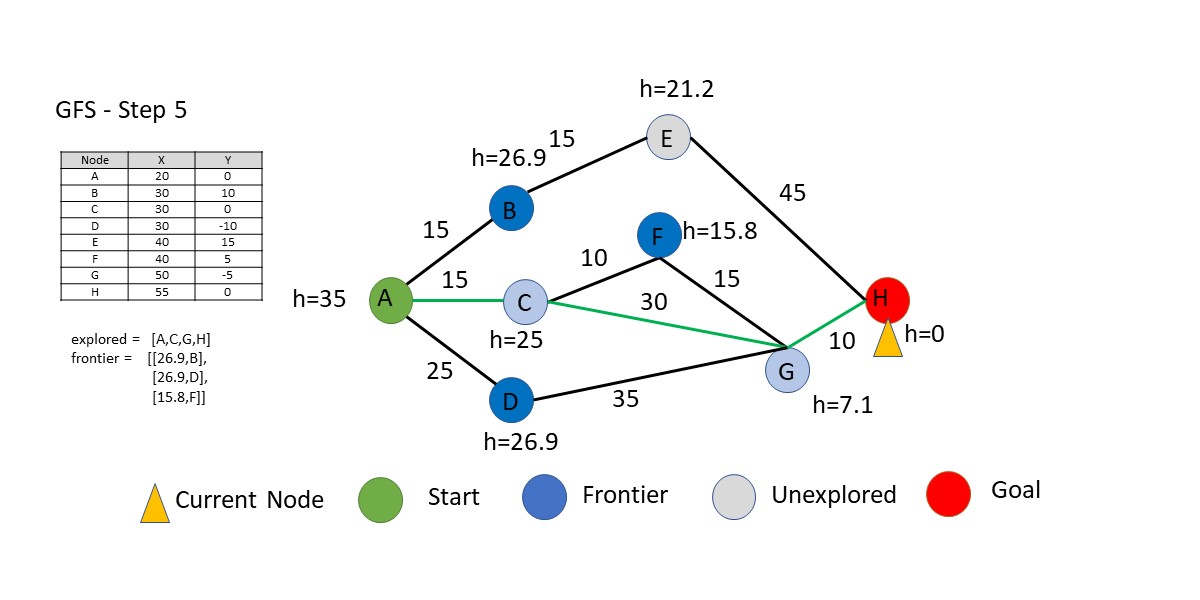 h=21.2
GFS - Step 5
15
E
h=26.9
Node X Y
A 20 0
B 30 10
C 30 0
D 30 -10
E 40 15
F 40 5
G 50 -5
H 55 0
45
B
15
F
h=15.8
10
15
15
30
h=35
A
C
H
h=0
10
h=25
explored = [A,C,G,H]
frontier = [[26.9,B],
[26.9,D],
[15.8,F]]
25
G
35
D
h=7.1
h=26.9
Current Node
Start
Frontier
Unexplored
Goal